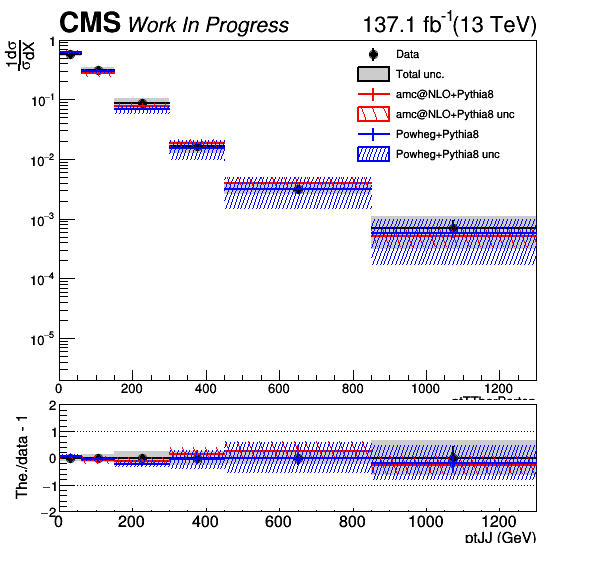 CMS Work In Progress 137.1 fb⁻¹(13 TeV)
1 dσ
σ dX
1
10⁻¹
10⁻²
10⁻³
10⁻⁴
10⁻⁵
Data
Total unc.
amc@NLO+Pythia8
amc@NLO+Pythia8 unc
Powheg+Pythia8
Powheg+Pythia8 unc
0 200 400 600 800 1000 1200
The./data - 1
2
1
0
−1
−2
0 200 400 600 800 1000 1200
ptJJ (GeV)